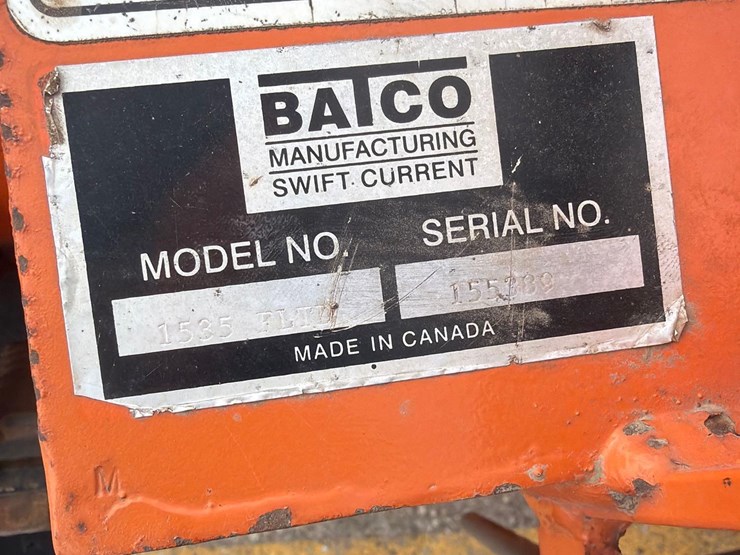 BATCO
MANUFACTURING
SWIFT CURRENT
MODEL NO.
SERIAL NO.
1535
MADE IN CANADA
M